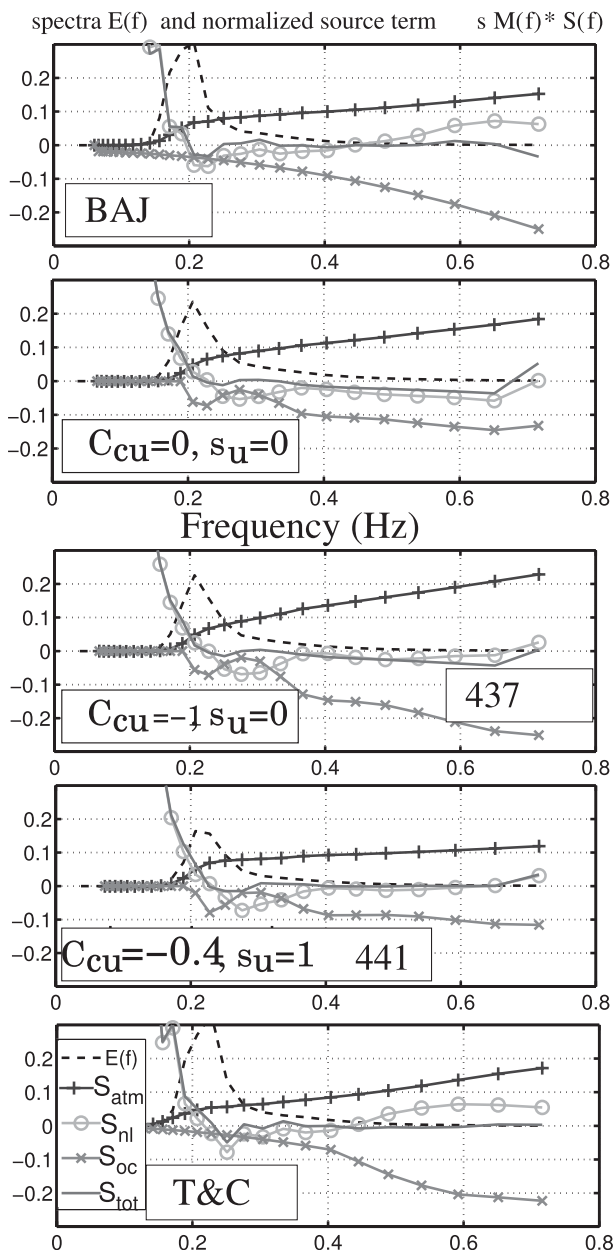 spectra E(f) and normalized source term s M(f)* S(f)
0.2
0.1
0
−0.1
−0.2
BAJ
0 0.2 0.4 0.6 0.8
0.2
0.1
0
−0.1
−0.2
Ccu=0, su=0
0 0.2 0.4 0.6 0.8
Frequency (Hz)
0.2
0.1
0
−0.1
−0.2
Ccu=−1, su=0
437
0 0.2 0.4 0.6 0.8
0.2
0.1
0
−0.1
−0.2
Ccu=−0.4, su=1 441
0 0.2 0.4 0.6 0.8
0.2
0.1
0
−0.1
−0.2
E(f)
Satm
Snl
Soc
Stot
T&C
0 0.2 0.4 0.6 0.8